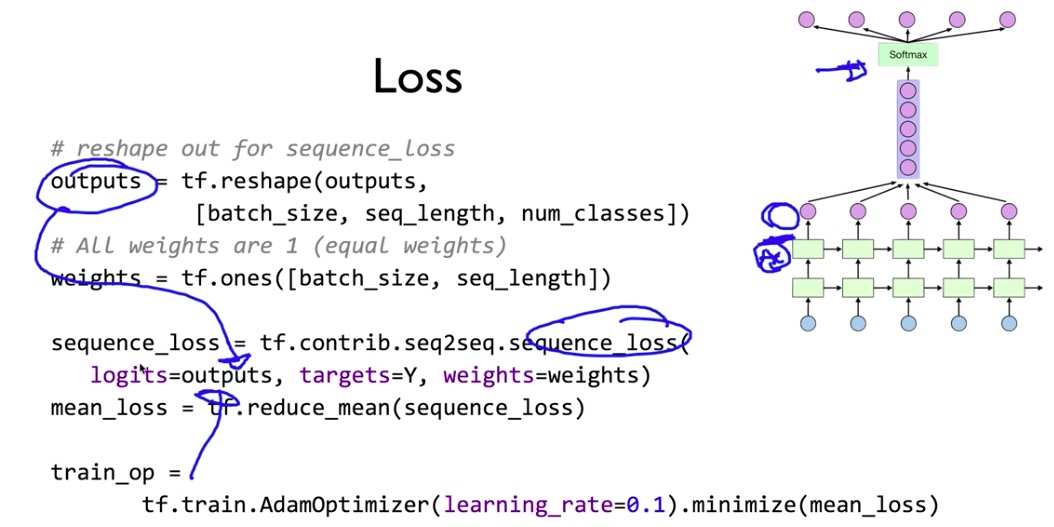 Loss
Softmax
# reshape out for sequence_loss
outputs = tf.reshape(outputs,
[batch_size, seq_length, num_classes])
# All weights are 1 (equal weights)
weights = tf.ones([batch_size, seq_length])
sequence_loss = tf.contrib.seq2seq.sequence_loss(
logits=outputs, targets=Y, weights=weights)
mean_loss = tf.reduce_mean(sequence_loss)
train_op =
tf.train.AdamOptimizer(learning_rate=0.1).minimize(mean_loss)